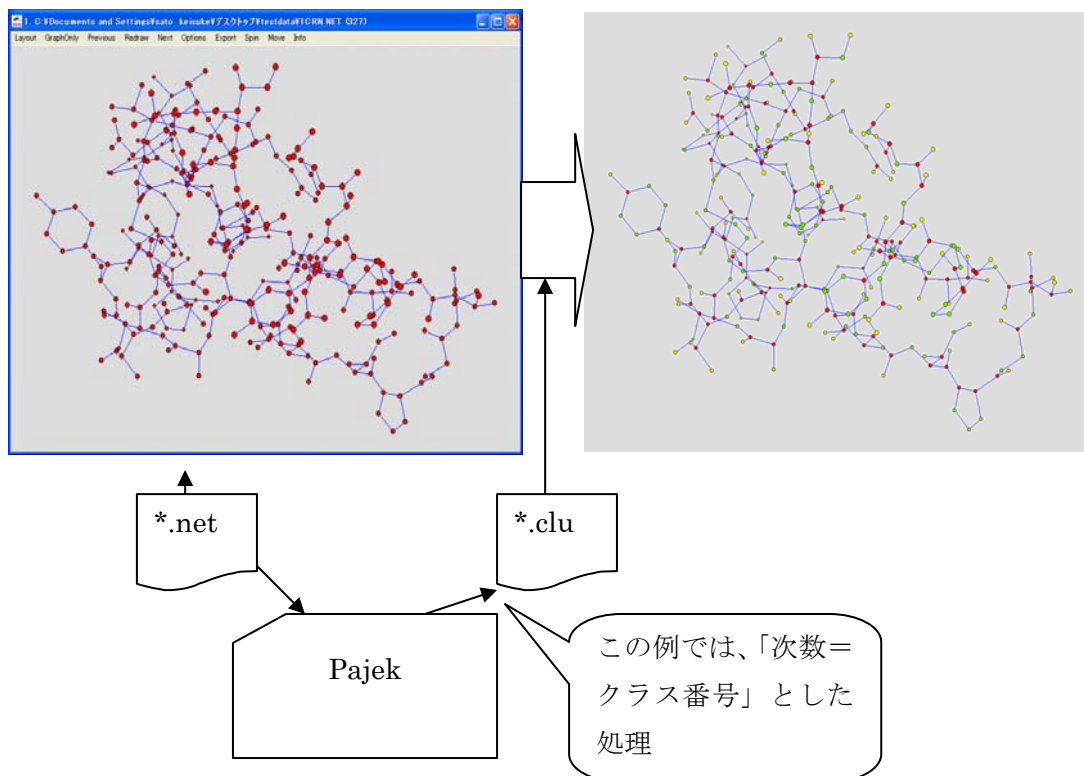 1. C:¥Documents and Settings¥sato keisuke¥デスクトップ¥testdata¥1CRN.NET (327)
Layout GraphOnly Previous Redraw Next Options Export Spin Move Info
*.net
*.clu
Pajek
この例では、「次数＝
クラス番号」とした
処理